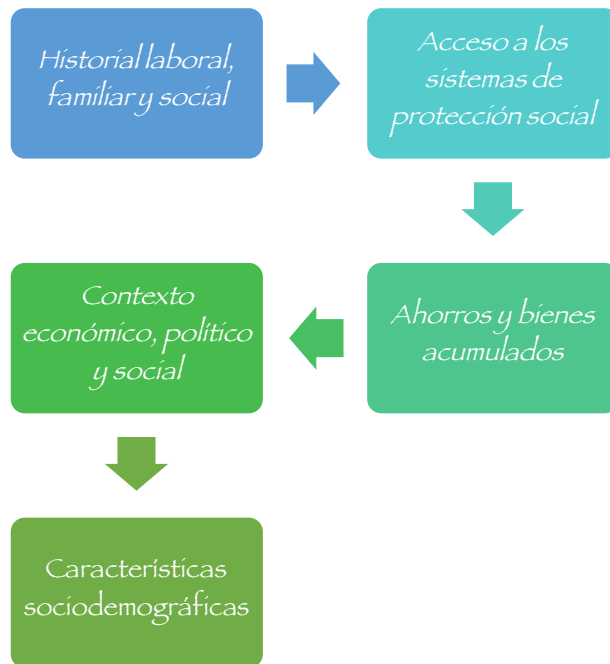 Historial laboral,
familiar y social
Acceso a los
sistemas de
protección social
Ahorros y bienes
acumulados
Contexto
económico, político
y social
Características
sociodemográficas